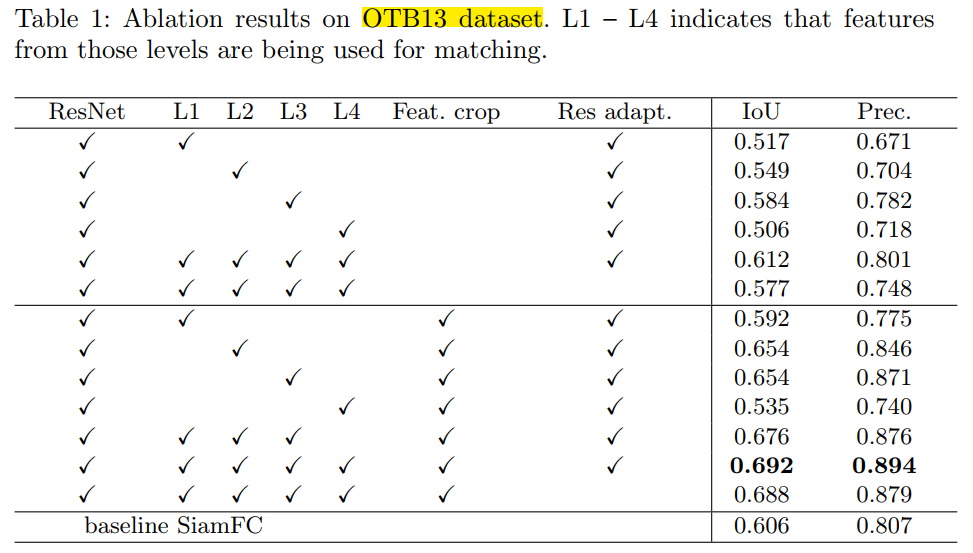 Table 1: Ablation results on OTB13 dataset. L1 – L4 indicates that features
from those levels are being used for matching.
ResNet L1 L2 L3 L4 Feat. crop Res adapt. IoU Prec.
✓ ✓ ✓ 0.517 0.671
✓ ✓ ✓ 0.549 0.704
✓ ✓ ✓ 0.584 0.782
✓ ✓ ✓ 0.506 0.718
✓ ✓ ✓ ✓ ✓ ✓ 0.612 0.801
✓ ✓ ✓ ✓ ✓ 0.577 0.748
✓ ✓ ✓ ✓ 0.592 0.775
✓ ✓ ✓ ✓ 0.654 0.846
✓ ✓ ✓ ✓ 0.654 0.871
✓ ✓ ✓ ✓ 0.535 0.740
✓ ✓ ✓ ✓ ✓ ✓ 0.676 0.876
✓ ✓ ✓ ✓ ✓ ✓ ✓ 0.692 0.894
✓ ✓ ✓ ✓ ✓ ✓ 0.688 0.879
baseline SiamFC 0.606 0.807